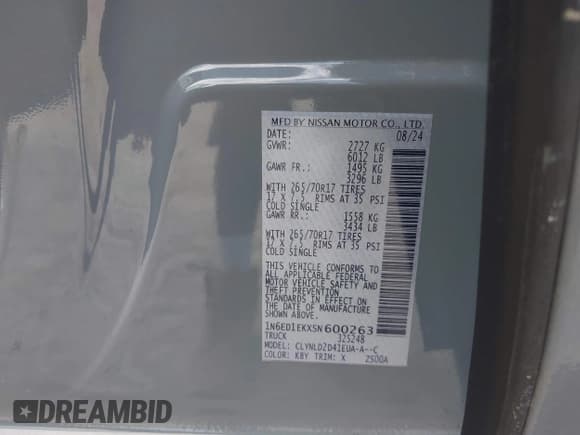 MFD BY NISSAN MOTOR CO., LTD.
DATE: 08/24
GVWR: 2727 KG
6012 LB
GAWR FR.: 1495 KG
3296 LB
WITH 265/70R17 TIRES
17 X 7.5 RIMS AT 35 PSI
COLD SINGLE
GAWR RR.: 1558 KG
3434 LB
WITH 265/70R17 TIRES
17 X 7.5 RIMS AT 35 PSI
COLD SINGLE
THIS VEHICLE CONFORMS TO
ALL APPLICABLE FEDERAL
MOTOR VEHICLE SAFETY AND
THEFT PREVENTION
STANDARDS IN EFFECT ON
THE DATE OF MANUFACTURE
SHOWN ABOVE.
1N6ED1EKXSN600263
TRUCK 325248
MODEL: CLYNLDZD41EUA-A--C
COLOR: KBY TRIM: X 2500A
DREAMBID